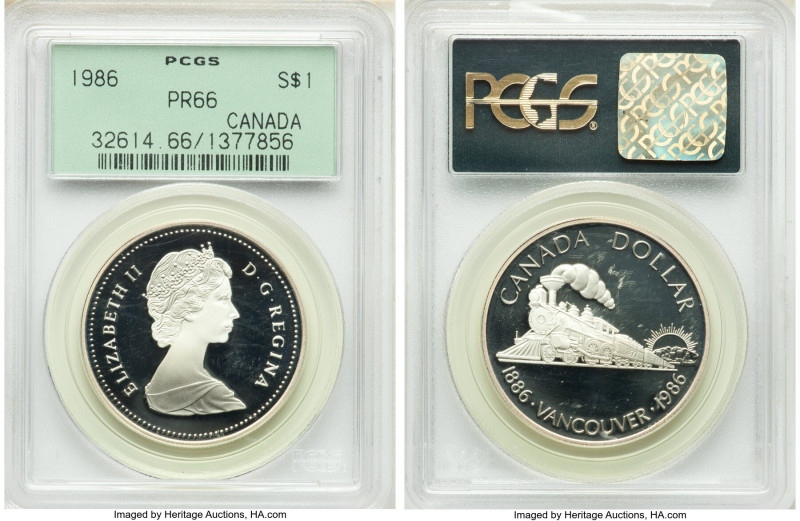 PCGS
1986 S$1
PR66
CANADA
32614.66/1377856
ELIZABETH II D·G·REGINA
Imaged by Heritage Auctions, HA.com
PCGS®
CANADA DOLLAR
1886·VANCOUVER·1986
Imaged by Heritage Auctions, HA.com